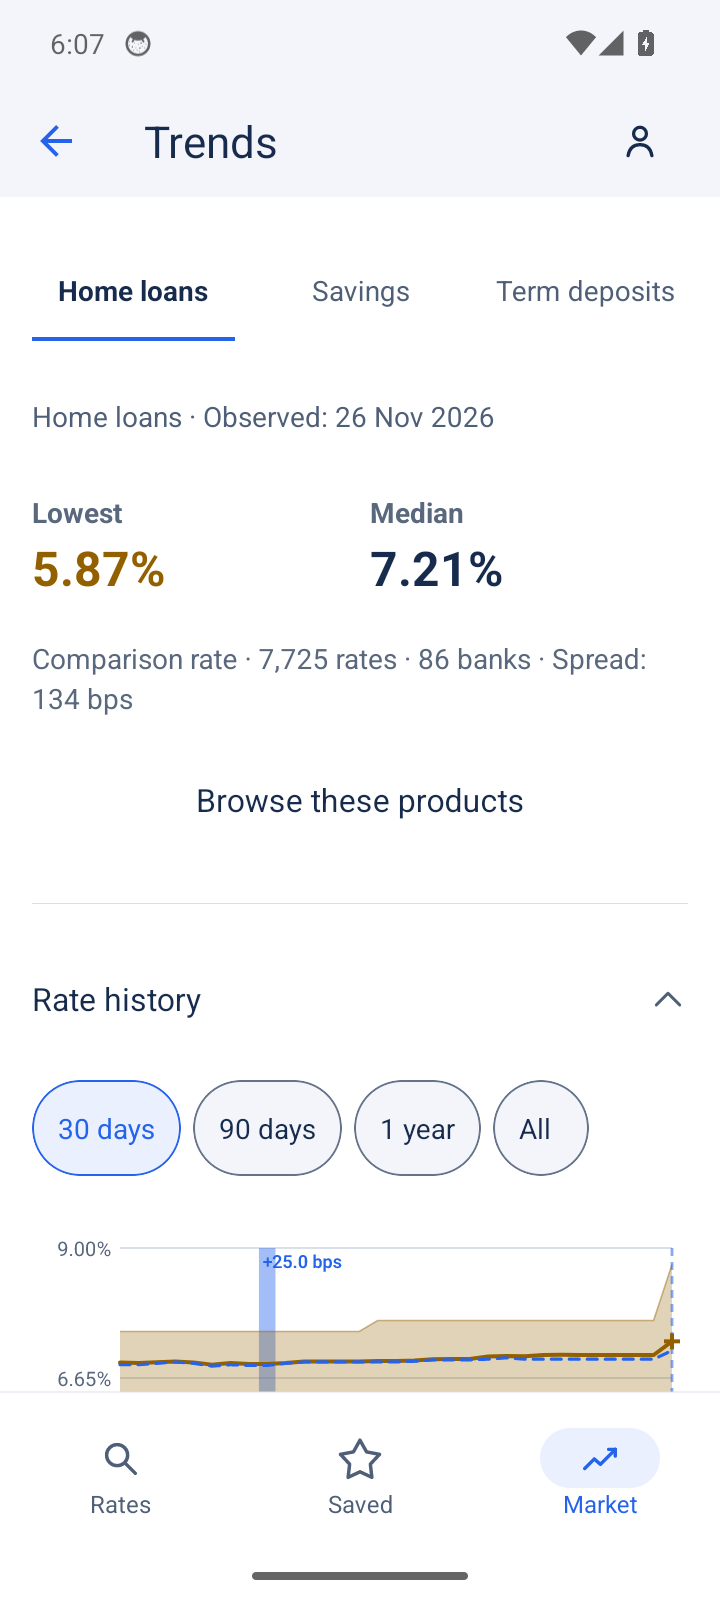 6:07
Trends
Home loans
Savings
Term deposits
Home loans · Observed: 26 Nov 2026
Lowest
Median
5.87%
7.21%
Comparison rate · 7,725 rates · 86 banks · Spread:
134 bps
Browse these products
Rate history
30 days
90 days
1 year
All
9.00%
+25.0 bps
6.65%
Rates
Saved
Market